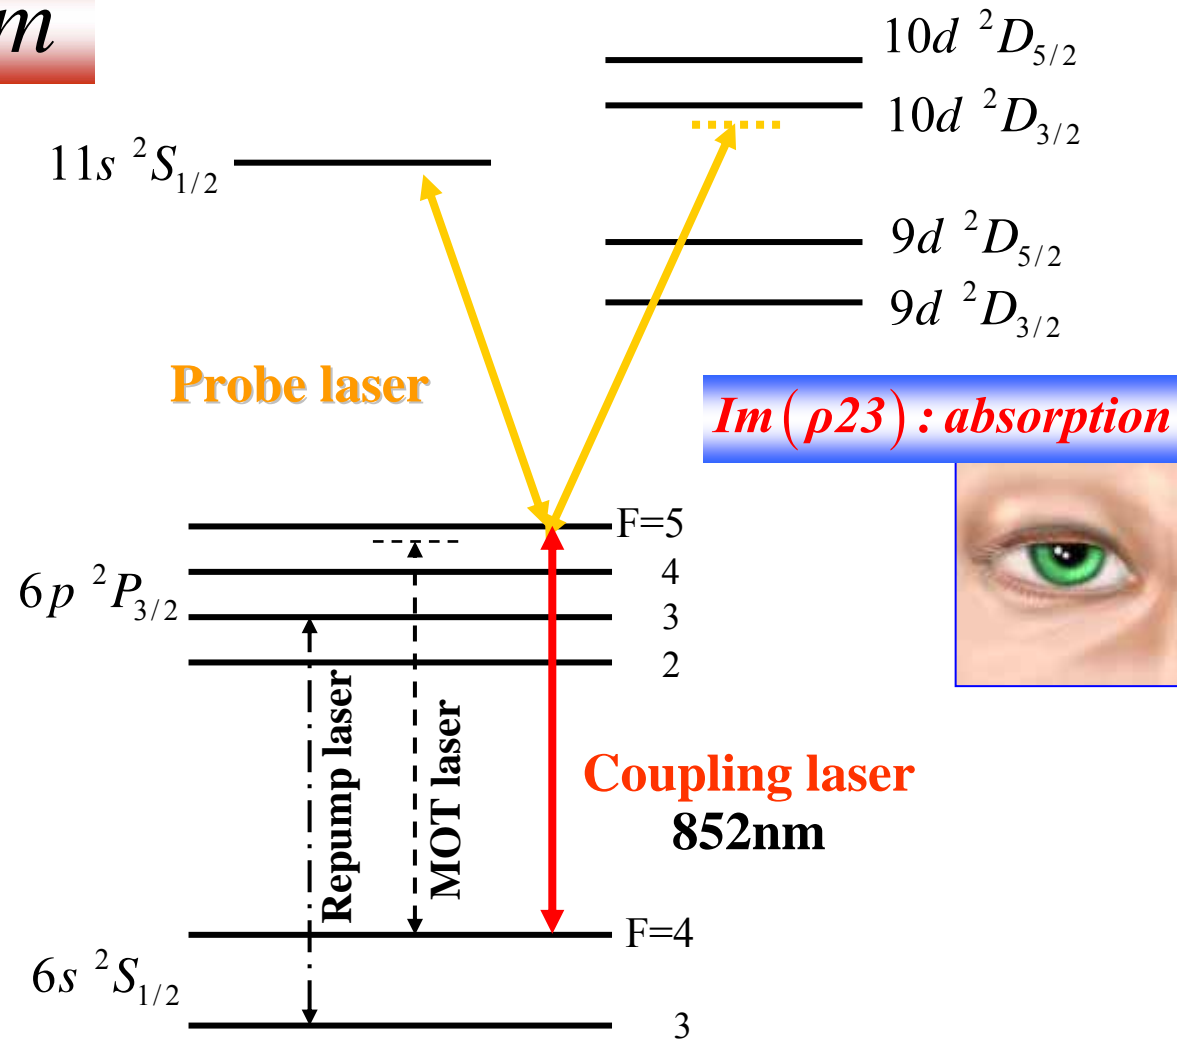 m
10d ²D₅/₂
10d ²D₃/₂
11s ²S₁/₂
9d ²D₅/₂
9d ²D₃/₂
Probe laser
Im(ρ23) : absorption
F=5
4
6p ²P₃/₂
3
2
Repump laser
MOT laser
Coupling laser
852nm
F=4
6s ²S₁/₂
3